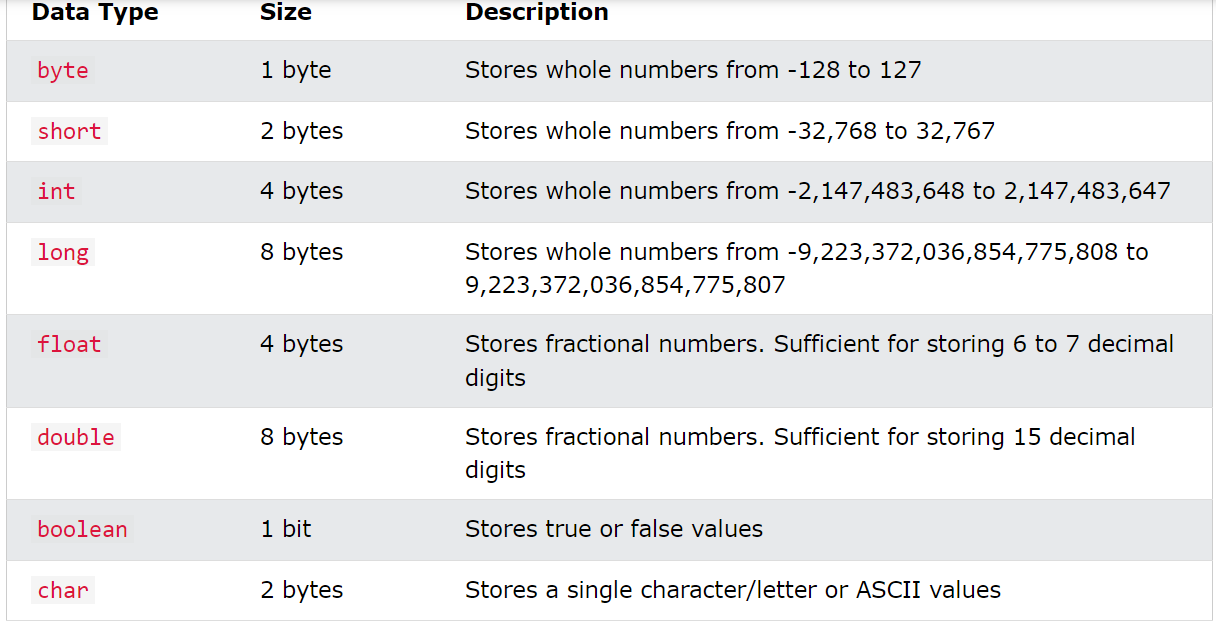 Data Type Size Description
byte 1 byte Stores whole numbers from -128 to 127
short 2 bytes Stores whole numbers from -32,768 to 32,767
int 4 bytes Stores whole numbers from -2,147,483,648 to 2,147,483,647
long 8 bytes Stores whole numbers from -9,223,372,036,854,775,808 to
9,223,372,036,854,775,807
float 4 bytes Stores fractional numbers. Sufficient for storing 6 to 7 decimal
digits
double 8 bytes Stores fractional numbers. Sufficient for storing 15 decimal
digits
boolean 1 bit Stores true or false values
char 2 bytes Stores a single character/letter or ASCII values